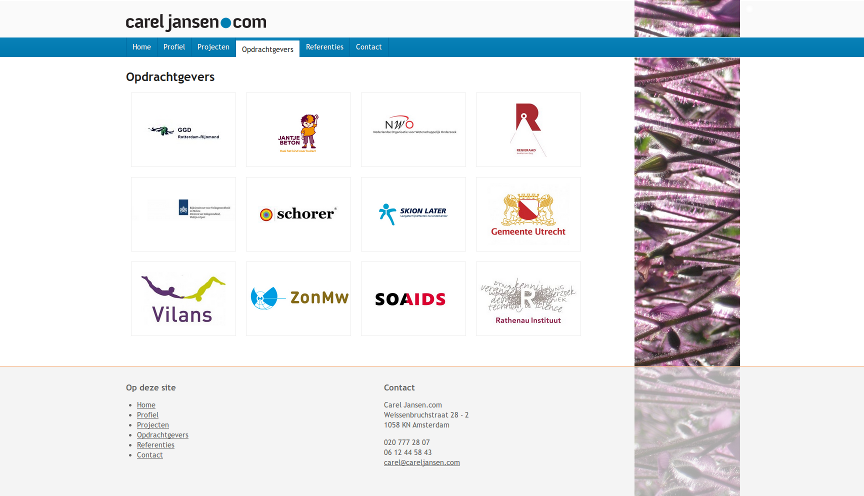 carel jansen com
Home Profiel Projecten Opdrachtgevers Referenties Contact
Opdrachtgevers
GGD
Rotterdam-Rijnmond
JANTJE
BETON
NWO
R
schorer
SKION LATER
Gemeente Utrecht
Vilans
ZonMw
SOAIDS
R
Rathenau Instituut
Op deze site
Home
Profiel
Projecten
Opdrachtgevers
Referenties
Contact
Contact
Carel Jansen.com
Weissenbruchstraat 28 - 2
1058 KN Amsterdam
020 777 28 07
06 12 44 58 43
carel@careljansen.com